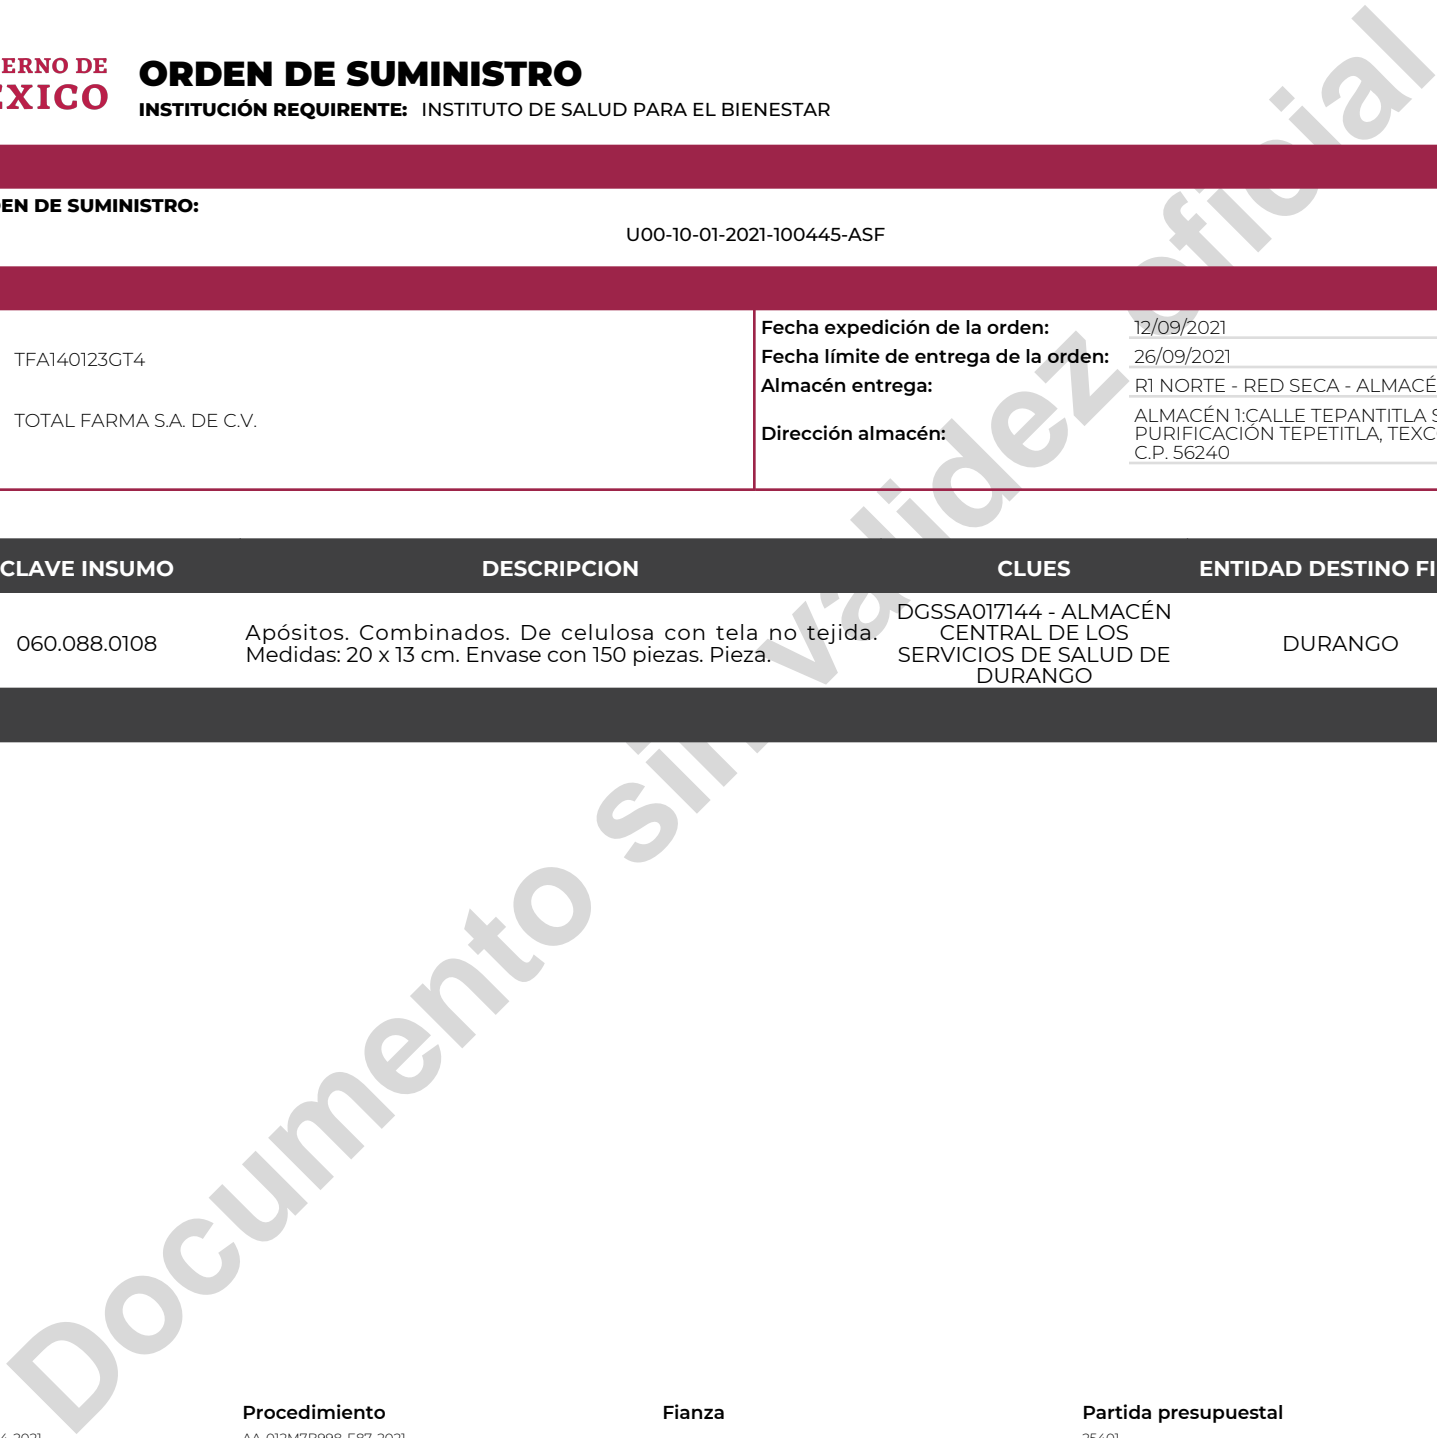 ERNO DE
EXICO
ORDEN DE SUMINISTRO
INSTITUCIÓN REQUIRENTE: INSTITUTO DE SALUD PARA EL BIENESTAR
EN DE SUMINISTRO:
U00-10-01-2021-100445-ASF
TFA140123GT4
TOTAL FARMA S.A. DE C.V.
Fecha expedición de la orden: 12/09/2021
Fecha límite de entrega de la orden: 26/09/2021
Almacén entrega: R1 NORTE - RED SECA - ALMACÉ
Dirección almacén: ALMACÉN 1:CALLE TEPANTITLA S
PURIFICACIÓN TEPETITLA, TEXC
C.P. 56240
CLAVE INSUMO DESCRIPCION CLUES ENTIDAD DESTINO FI
060.088.0108
Apósitos. Combinados. De celulosa con tela no tejida.
Medidas: 20 x 13 cm. Envase con 150 piezas. Pieza.
DGSSA017144 - ALMACÉN
CENTRAL DE LOS
SERVICIOS DE SALUD DE
DURANGO
DURANGO
Documento sin validez oficial
Procedimiento Fianza Partida presupuestal